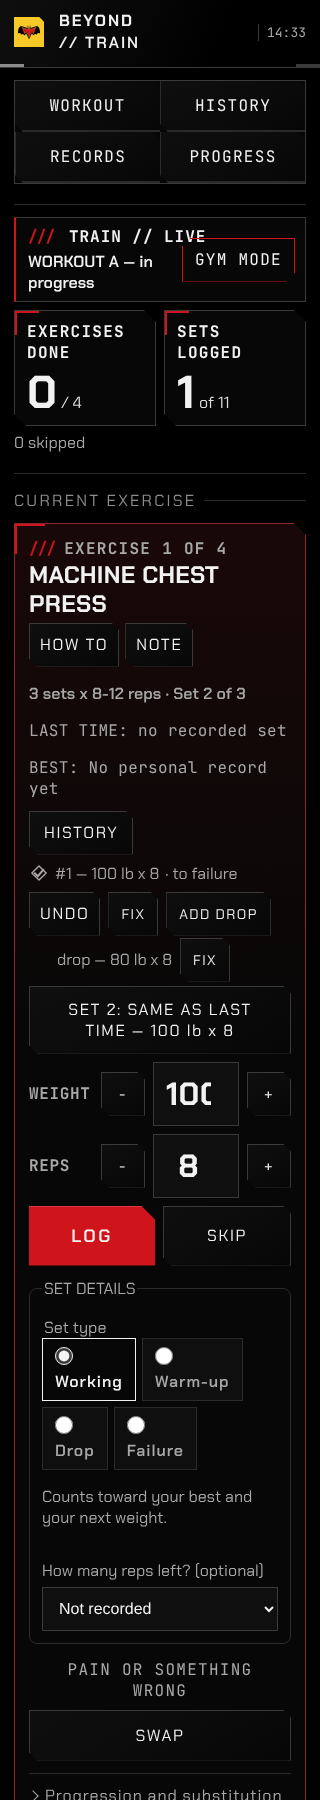 BEYOND
// TRAIN
14:33
WORKOUT
HISTORY
RECORDS
PROGRESS
/// TRAIN // LIVE
WORKOUT A — in
progress
GYM MODE
EXERCISES
DONE
0 / 4
SETS
LOGGED
1 of 11
0 skipped
CURRENT EXERCISE
/// EXERCISE 1 OF 4
MACHINE CHEST
PRESS
HOW TO
NOTE
3 sets x 8-12 reps · Set 2 of 3
LAST TIME: no recorded set
BEST: No personal record
yet
HISTORY
#1 — 100 lb x 8 · to failure
UNDO
FIX
ADD DROP
drop — 80 lb x 8
FIX
SET 2: SAME AS LAST
TIME — 100 lb x 8
WEIGHT
-
100
+
REPS
-
8
+
LOG
SKIP
SET DETAILS
Set type
Working
Warm-up
Drop
Failure
Counts toward your best and
your next weight.
How many reps left? (optional)
Not recorded
PAIN OR SOMETHING
WRONG
SWAP
Progression and substitution